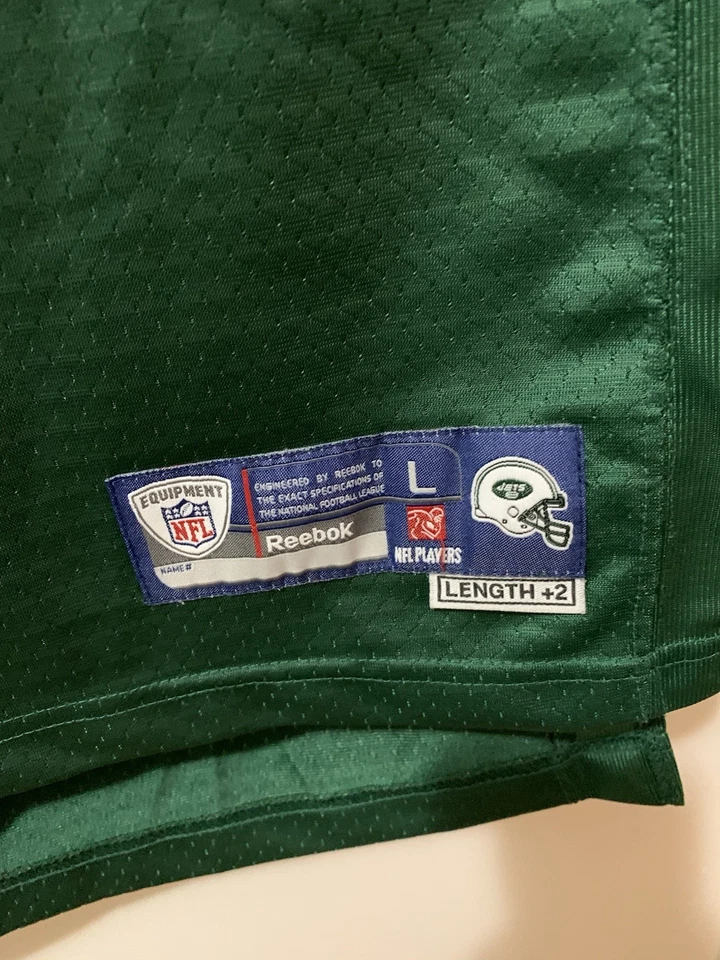 EQUIPMENT
NFL
ENGINEERED BY REEBOK TO
THE EXACT SPECIFICATIONS OF
THE NATIONAL FOOTBALL LEAGUE
Reebok
NAME#
L
NFL PLAYERS
JETS
LENGTH +2